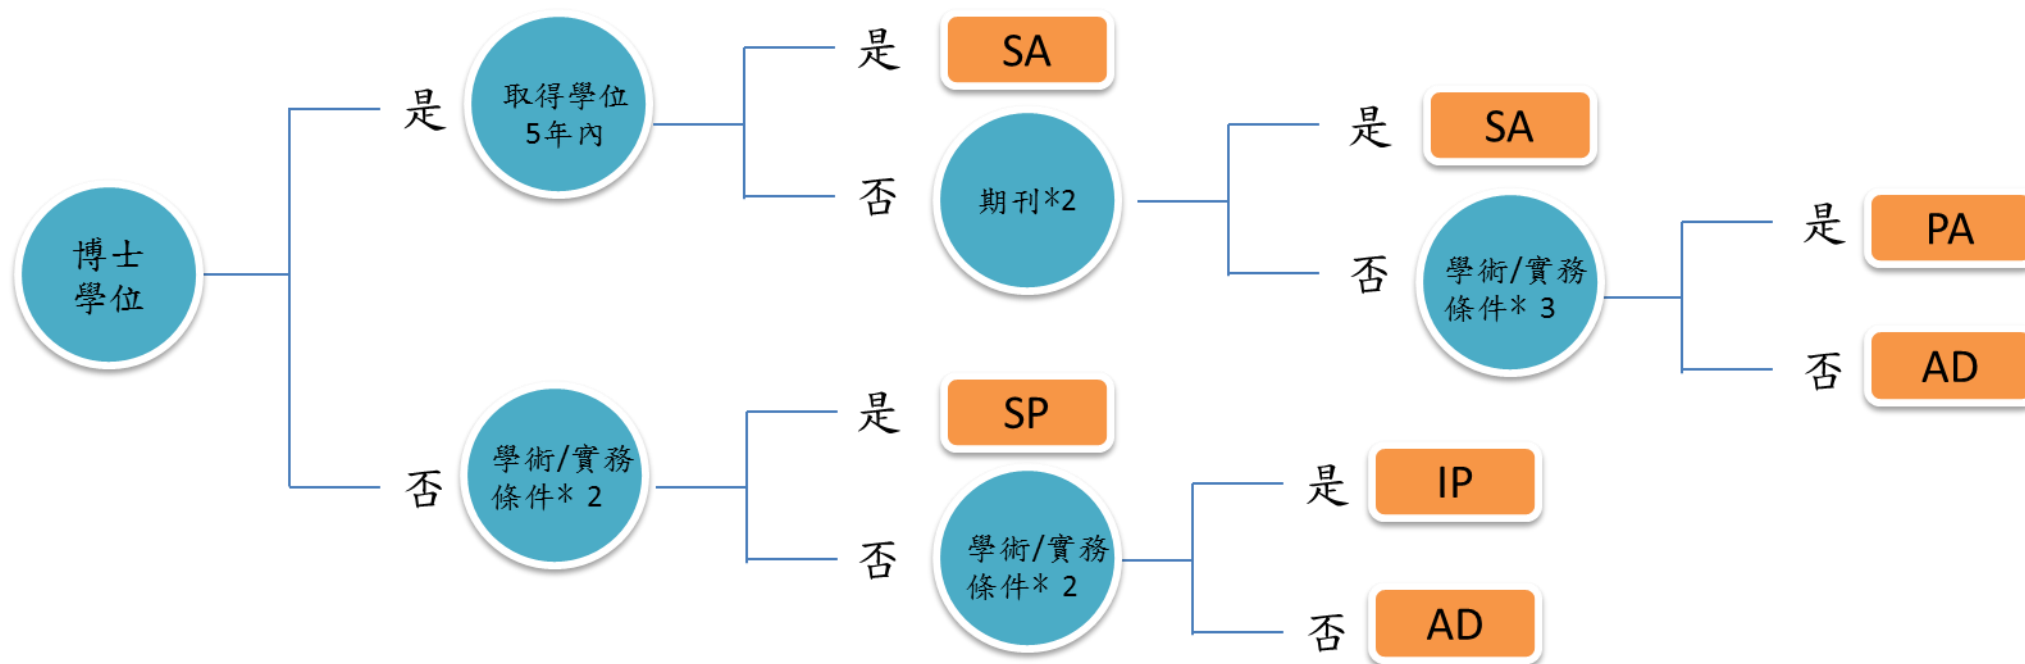 博士
學位
是
取得學位
5年內
是
SA
否
期刊*2
是
SA
否
學術/實務
條件* 3
是
PA
否
AD
否
學術/實務
條件* 2
是
SP
否
學術/實務
條件* 2
是
IP
否
AD